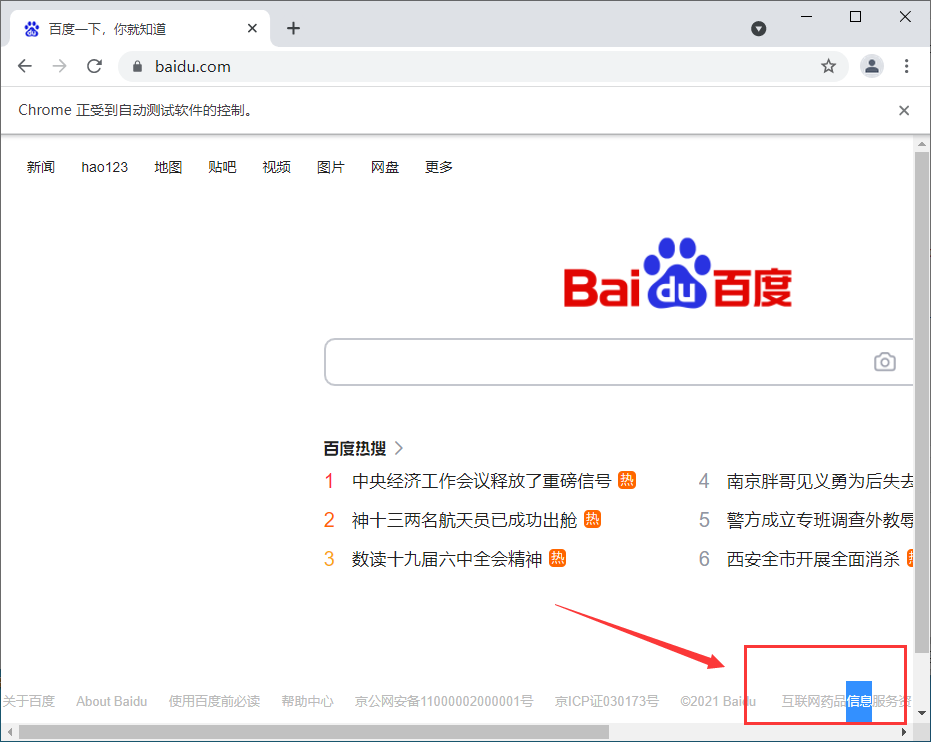 百度一下，你就知道
baidu.com
Chrome 正受到自动测试软件的控制。
新闻 hao123 地图 贴吧 视频 图片 网盘 更多
Bai du 百度
百度热搜
1 中央经济工作会议释放了重磅信号 热 4 南京胖哥见义勇为后失去
2 神十三两名航天员已成功出舱 热 5 警方成立专班调查外教辱
3 数读十九届六中全会精神 热 6 西安全市开展全面消杀
关于百度 About Baidu 使用百度前必读 帮助中心 京公网安备11000002000001号 京ICP证030173号 ©2021 Baidu 互联网药品信息服务资